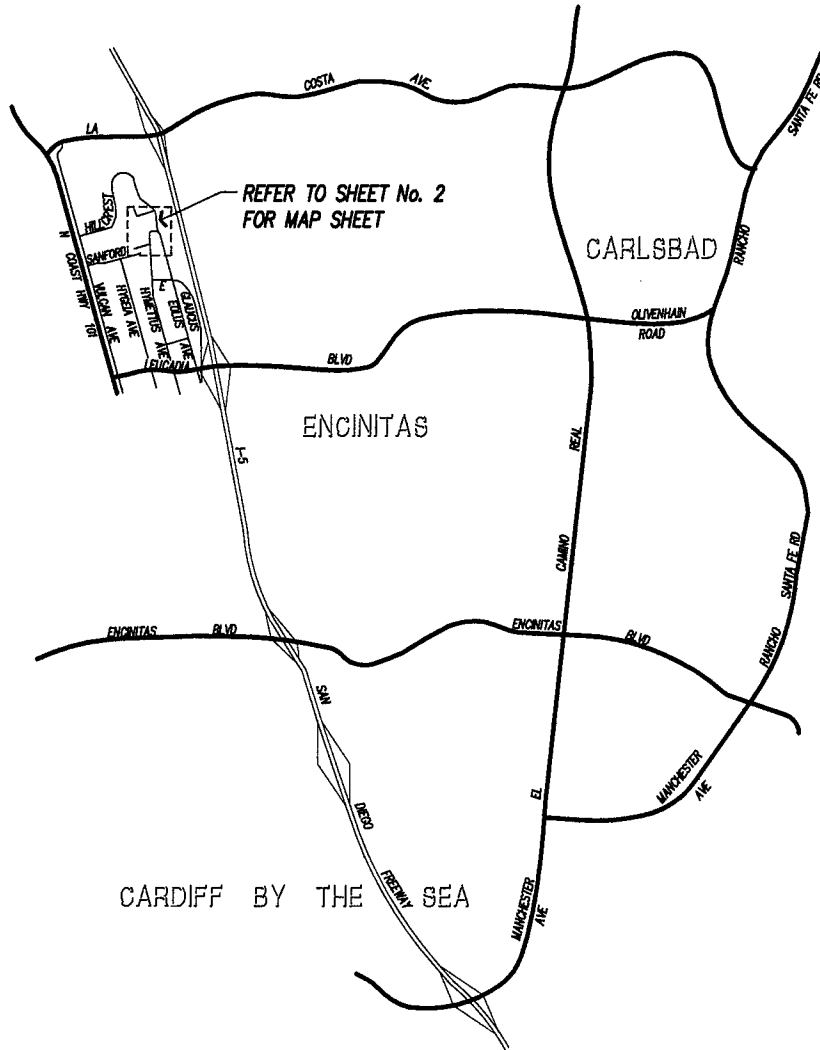 LA COSTA AVE
SANTA FE RD
RANCHO
REFER TO SHEET No. 2
FOR MAP SHEET
CARLSBAD
HILLCREST
SANFORD
N COAST HWY 101
VULCAN AVE
HYGEIA AVE
HYMETTUS AVE
EOLUS AVE
E GLAUCUS
LEUCADIA BLVD
OLIVENHAIN
ROAD
ENCINITAS
I-5
EL CAMINO REAL
RANCHO SANTA FE RD
ENCINITAS BLVD
ENCINITAS BLVD
SAN DIEGO FREEWAY
MANCHESTER
AVE
CARDIFF BY THE SEA
MANCHESTER
AVE